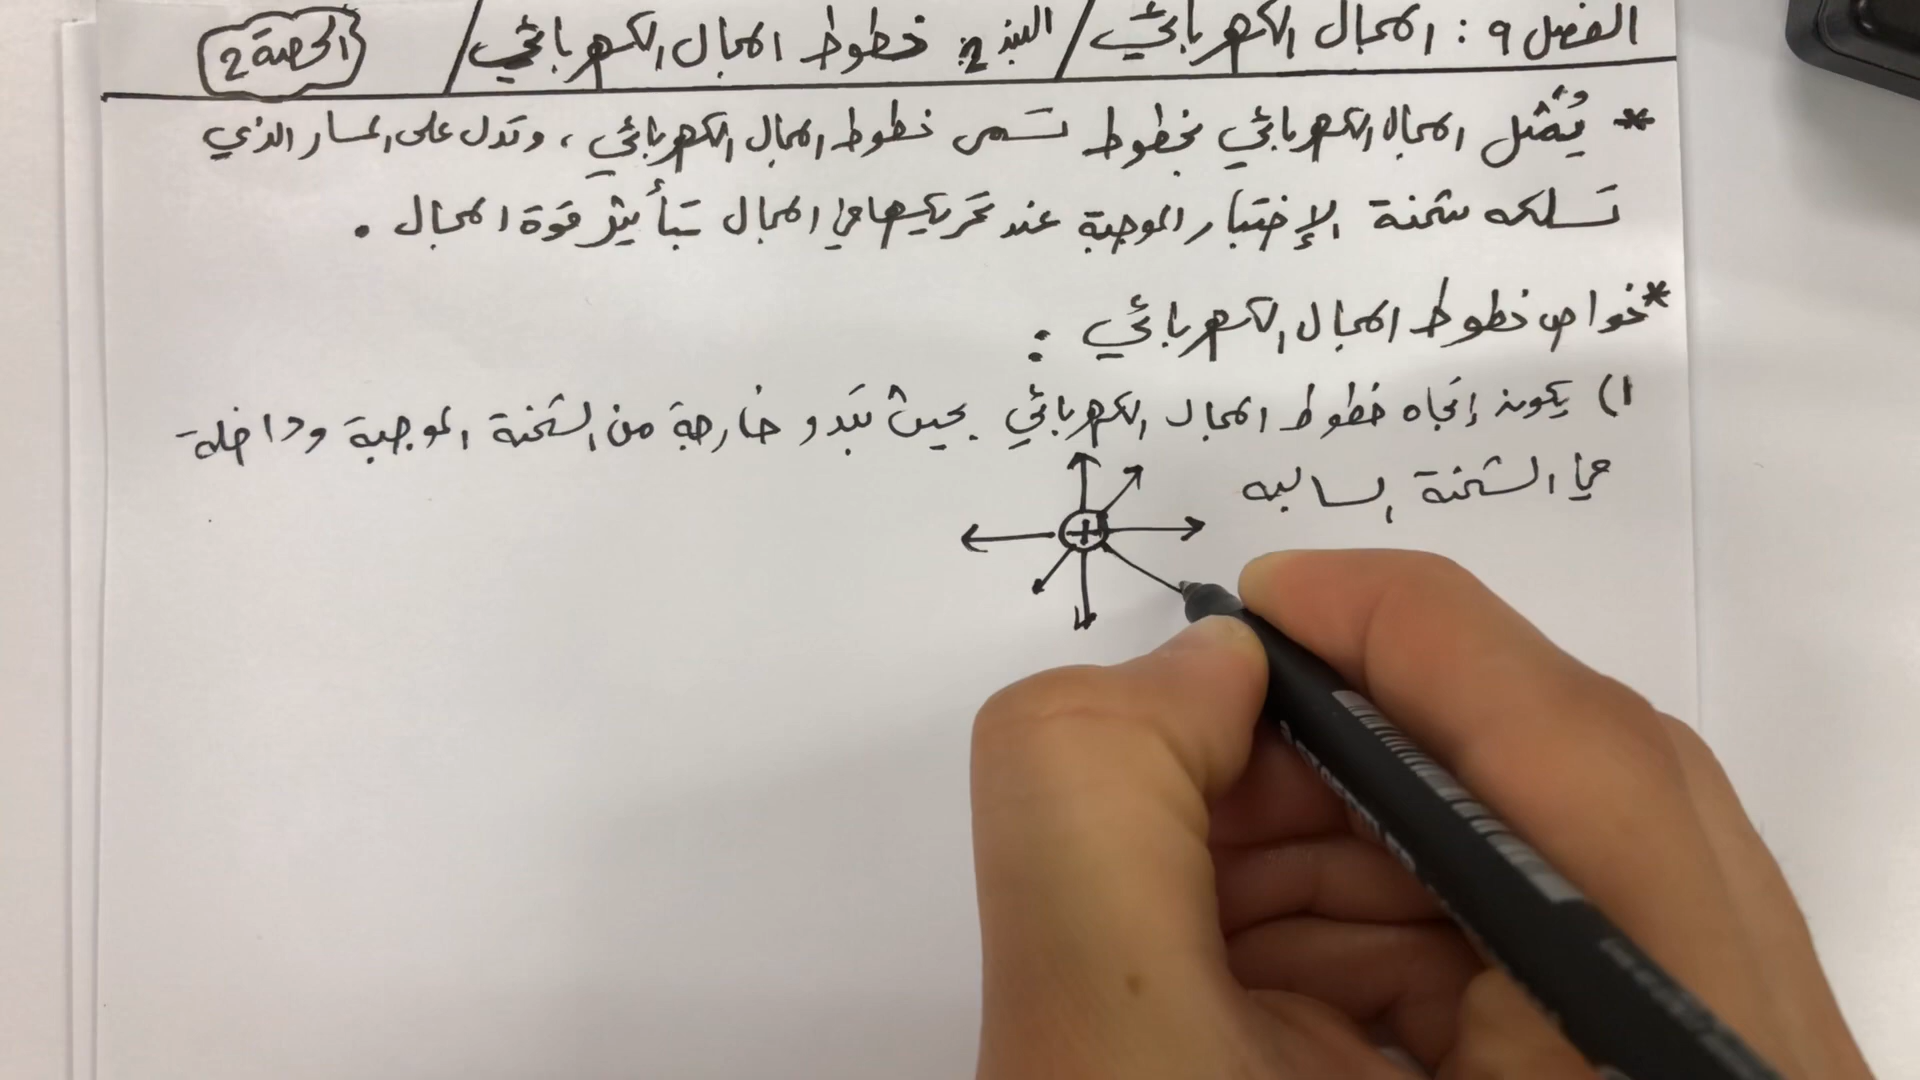 الفصل ٩ : المجال الكهربائي / البند 2: خطوط المجال الكهربائي / الحصة 2
* يُمثل المجال الكهربائي بخطوط تسمى خطوط المجال الكهربائي ، وتدل على المسار الذي
تسلكه شحنة الإختبار الموجبة عند تحريكها في المجال بتأثير قوة المجال .
* خواص خطوط المجال الكهربائي :
1) يكون إتجاه خطوط المجال الكهربائي بحيث تبدو خارجة من الشحنة الموجبة وداخلة
في الشحنة السالبه
+